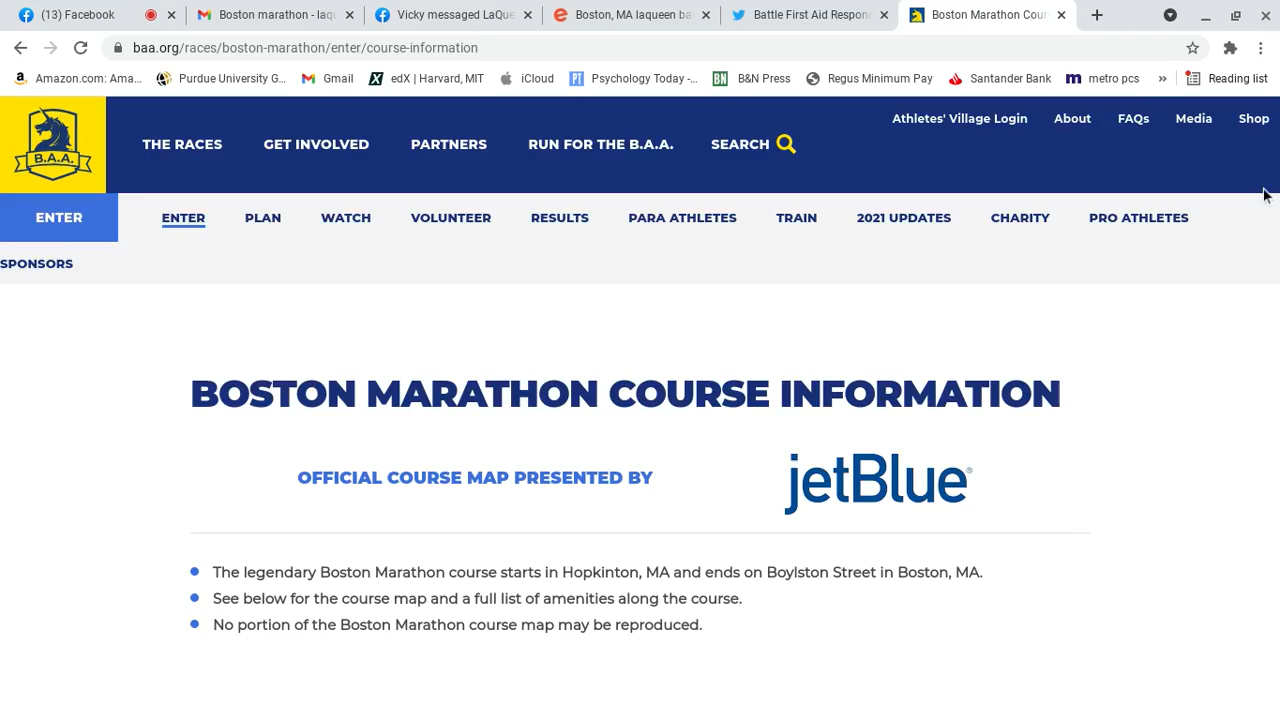 (13) Facebook
Boston marathon - laqu
Vicky messaged LaQue
Boston, MA laqueen bat
Battle First Aid Respon
Boston Marathon Cour
baa.org/races/boston-marathon/enter/course-information
Amazon.com: Ama...
Purdue University G...
Gmail
edX | Harvard, MIT
iCloud
Psychology Today -...
B&N Press
Regus Minimum Pay
Santander Bank
metro pcs
»
Reading list
Athletes' Village Login
About
FAQs
Media
Shop
B.A.A.
THE RACES
GET INVOLVED
PARTNERS
RUN FOR THE B.A.A.
SEARCH
ENTER
ENTER
PLAN
WATCH
VOLUNTEER
RESULTS
PARA ATHLETES
TRAIN
2021 UPDATES
CHARITY
PRO ATHLETES
SPONSORS
BOSTON MARATHON COURSE INFORMATION
OFFICIAL COURSE MAP PRESENTED BY
jetBlue®
The legendary Boston Marathon course starts in Hopkinton, MA and ends on Boylston Street in Boston, MA.
See below for the course map and a full list of amenities along the course.
No portion of the Boston Marathon course map may be reproduced.